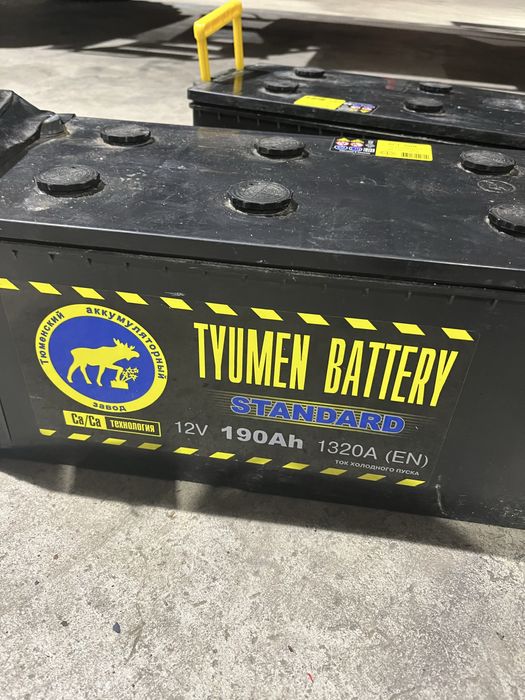 Тюменский аккумуляторный
завод
TYUMEN BATTERY
STANDARD
Ca/Ca технология
12V 190Ah 1320A (EN)
ТОК ХОЛОДНОГО ПУСКА